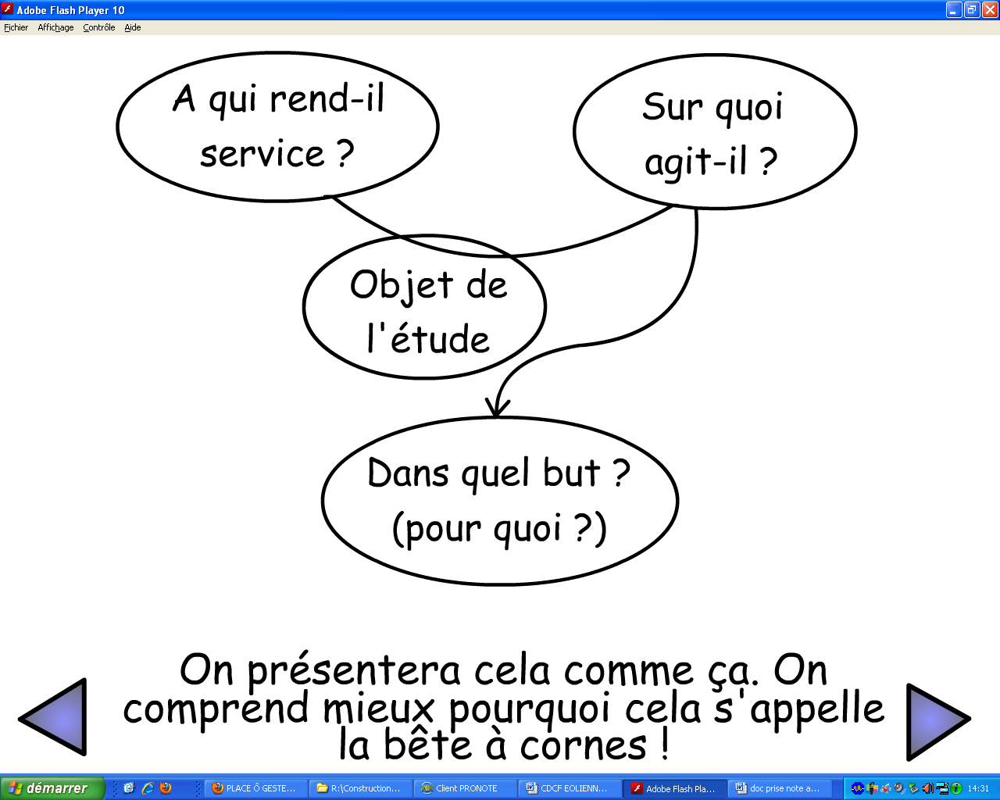 Adobe Flash Player 10
Fichier Affichage Contrôle Aide
A qui rend-il
service ?
Sur quoi
agit-il ?
Objet de
l'étude
Dans quel but ?
(pour quoi ?)
On présentera cela comme ça. On
comprend mieux pourquoi cela s'appelle
la bête à cornes !
démarrer
PLACE Ô GESTE...
R:\Construction...
Client PRONOTE
CDCF EOLIENN...
Adobe Flash Pla...
doc prise note a...
14:31